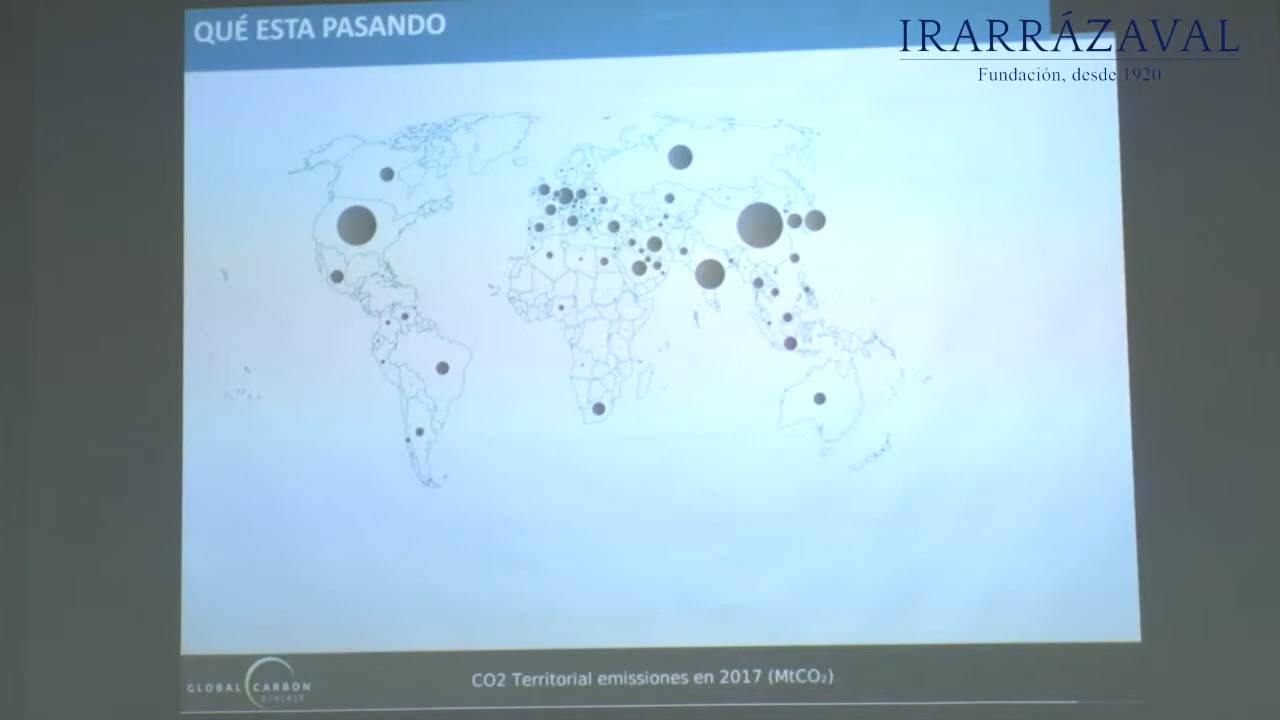 QUÉ ESTA PASANDO
IRARRÁZAVAL
Fundación, desde 1920
GLOBAL CARBON
project
CO2 Territorial emissiones en 2017 (MtCO₂)